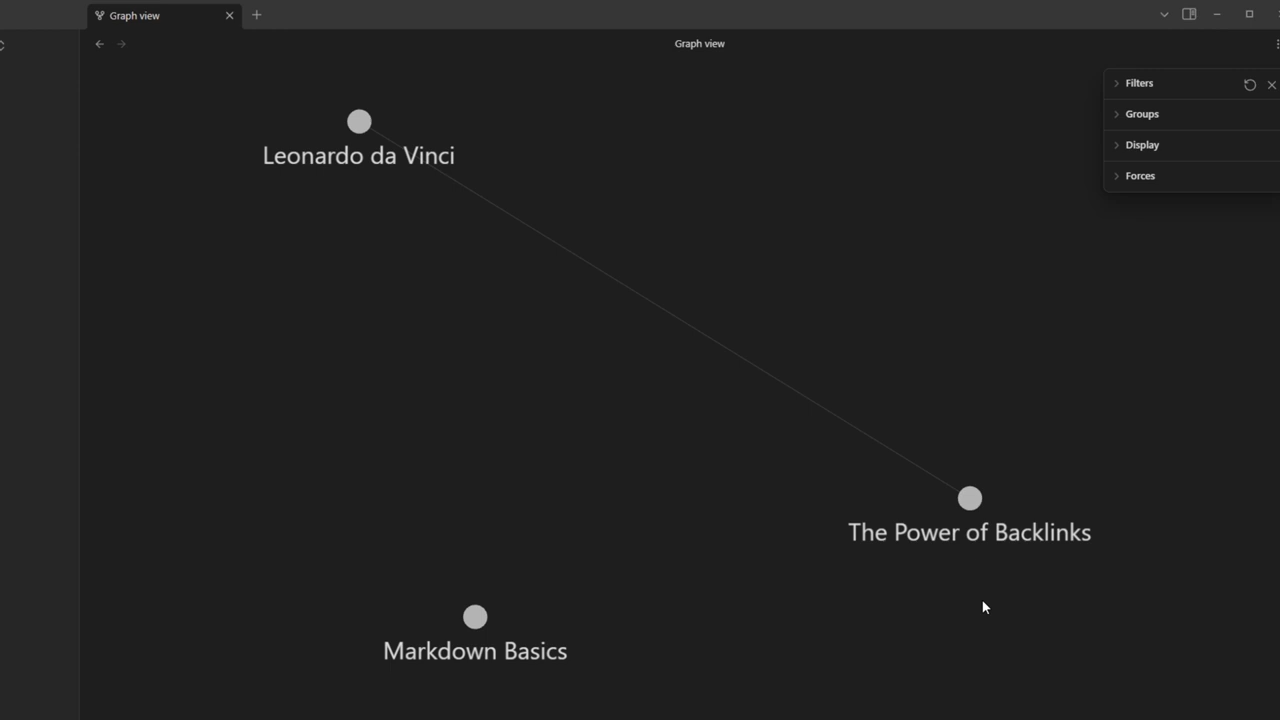 Graph view
Graph view
Filters
Groups
Display
Forces
Leonardo da Vinci
The Power of Backlinks
Markdown Basics